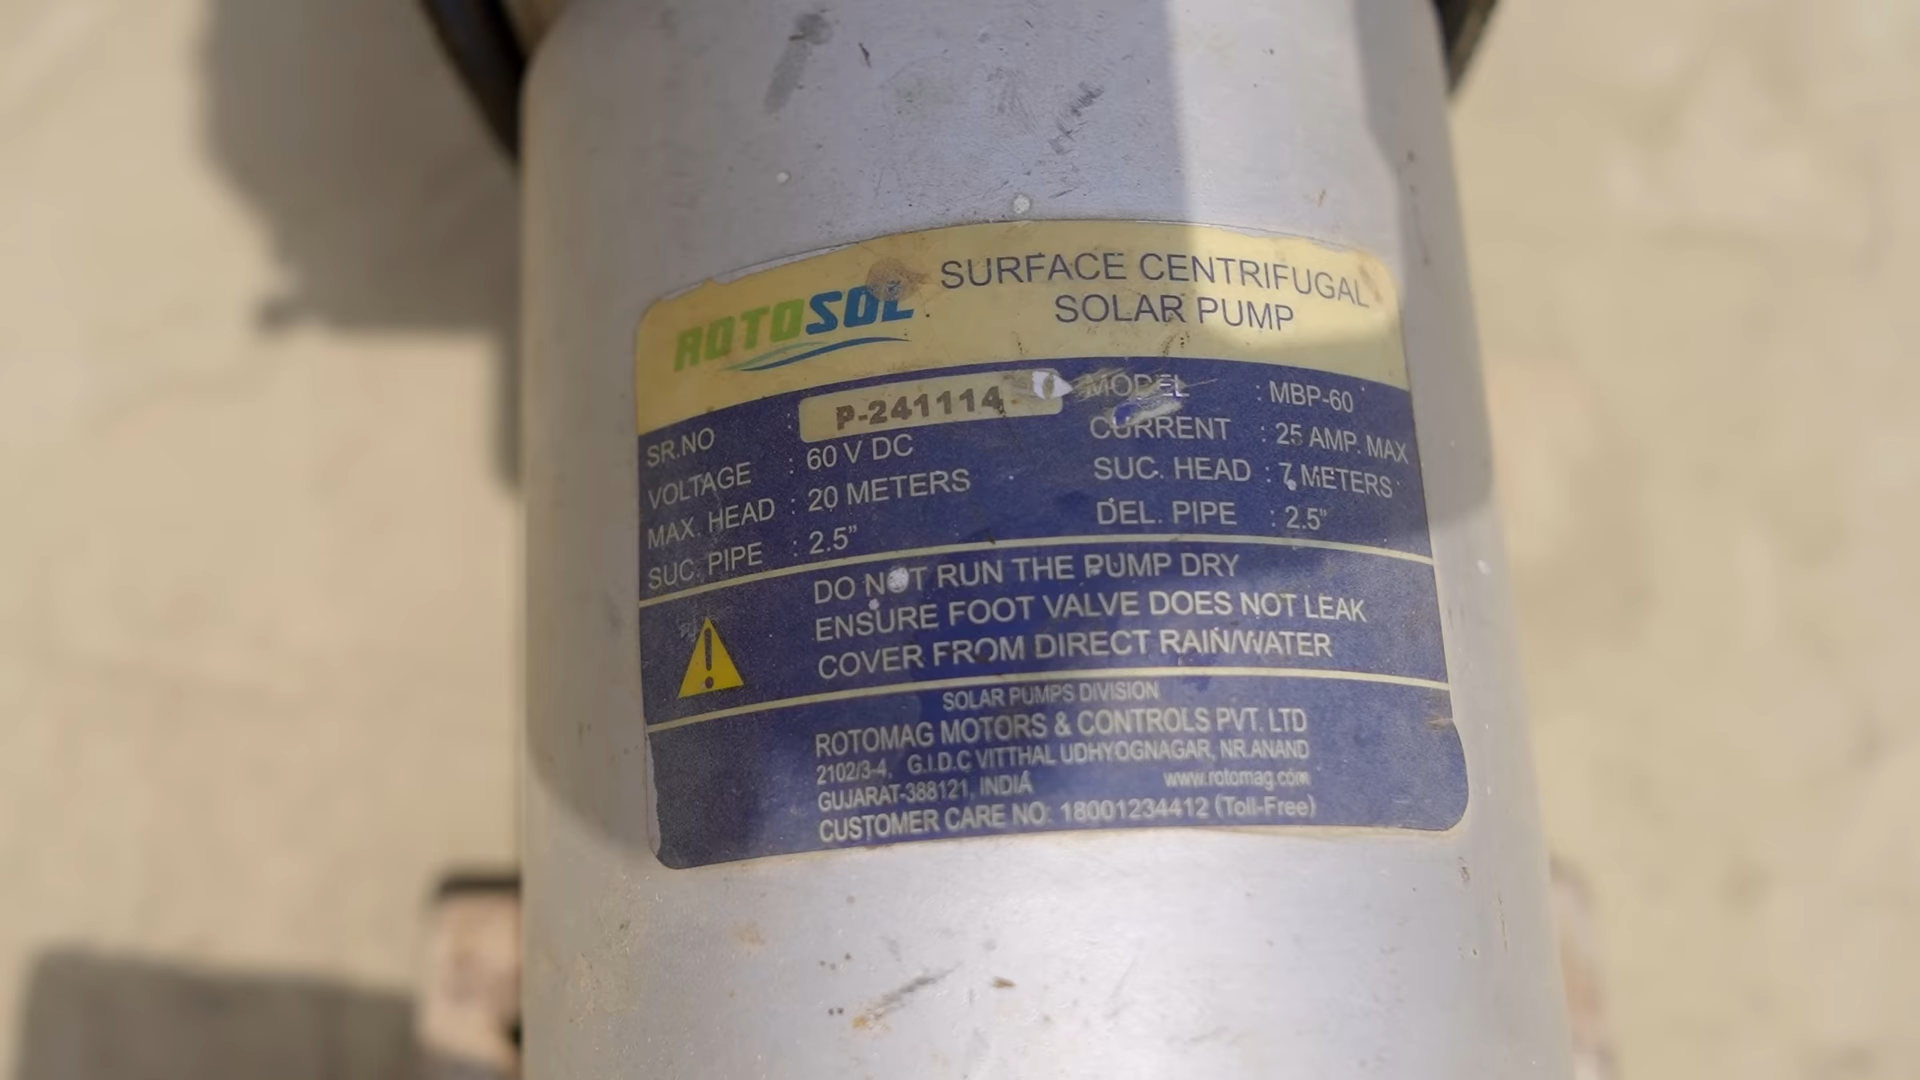 ROTOSOL
SURFACE CENTRIFUGAL
SOLAR PUMP
SR.NO : P-241114
MODEL : MBP-60
VOLTAGE : 60 V DC
CURRENT : 25 AMP. MAX
MAX. HEAD : 20 METERS
SUC. HEAD : 7 METERS
SUC. PIPE : 2.5"
DEL. PIPE : 2.5"
DO NOT RUN THE PUMP DRY
ENSURE FOOT VALVE DOES NOT LEAK
COVER FROM DIRECT RAIN/WATER
SOLAR PUMPS DIVISION
ROTOMAG MOTORS & CONTROLS PVT. LTD
2102/3-4, G.I.D.C VITTHAL UDHYOGNAGAR, NR.ANAND
GUJARAT-388121, INDIA www.rotomag.com
CUSTOMER CARE NO: 18001234412 (Toll-Free)